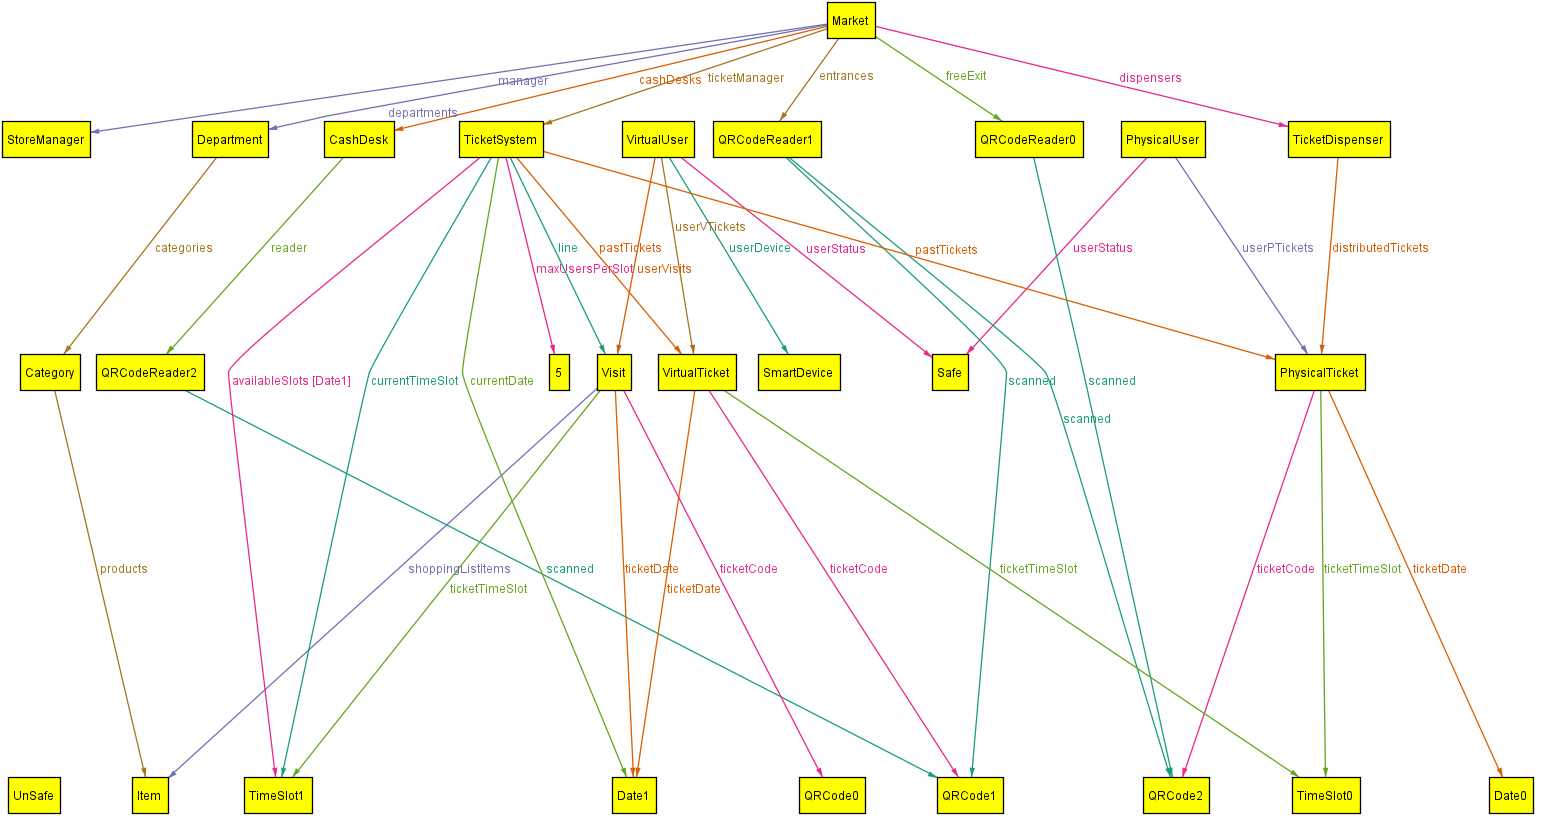 Market
manager
cashDesks
ticketManager
entrances
freeExit
dispensers
departments
StoreManager
Department
CashDesk
TicketSystem
VirtualUser
QRCodeReader1
QRCodeReader0
PhysicalUser
TicketDispenser
categories
reader
line
pastTickets
userVTickets
userDevice
userStatus
pastTickets
userStatus
userPTickets
distributedTickets
maxUsersPerSlot
userVisits
Category
QRCodeReader2
availableSlots [Date1]
currentTimeSlot
currentDate
5
Visit
VirtualTicket
SmartDevice
Safe
scanned
scanned
PhysicalTicket
scanned
products
shoppingListItems
scanned
ticketDate
ticketCode
ticketCode
ticketTimeSlot
ticketCode
ticketTimeSlot
ticketDate
ticketTimeSlot
ticketDate
UnSafe
Item
TimeSlot1
Date1
QRCode0
QRCode1
QRCode2
TimeSlot0
Date0